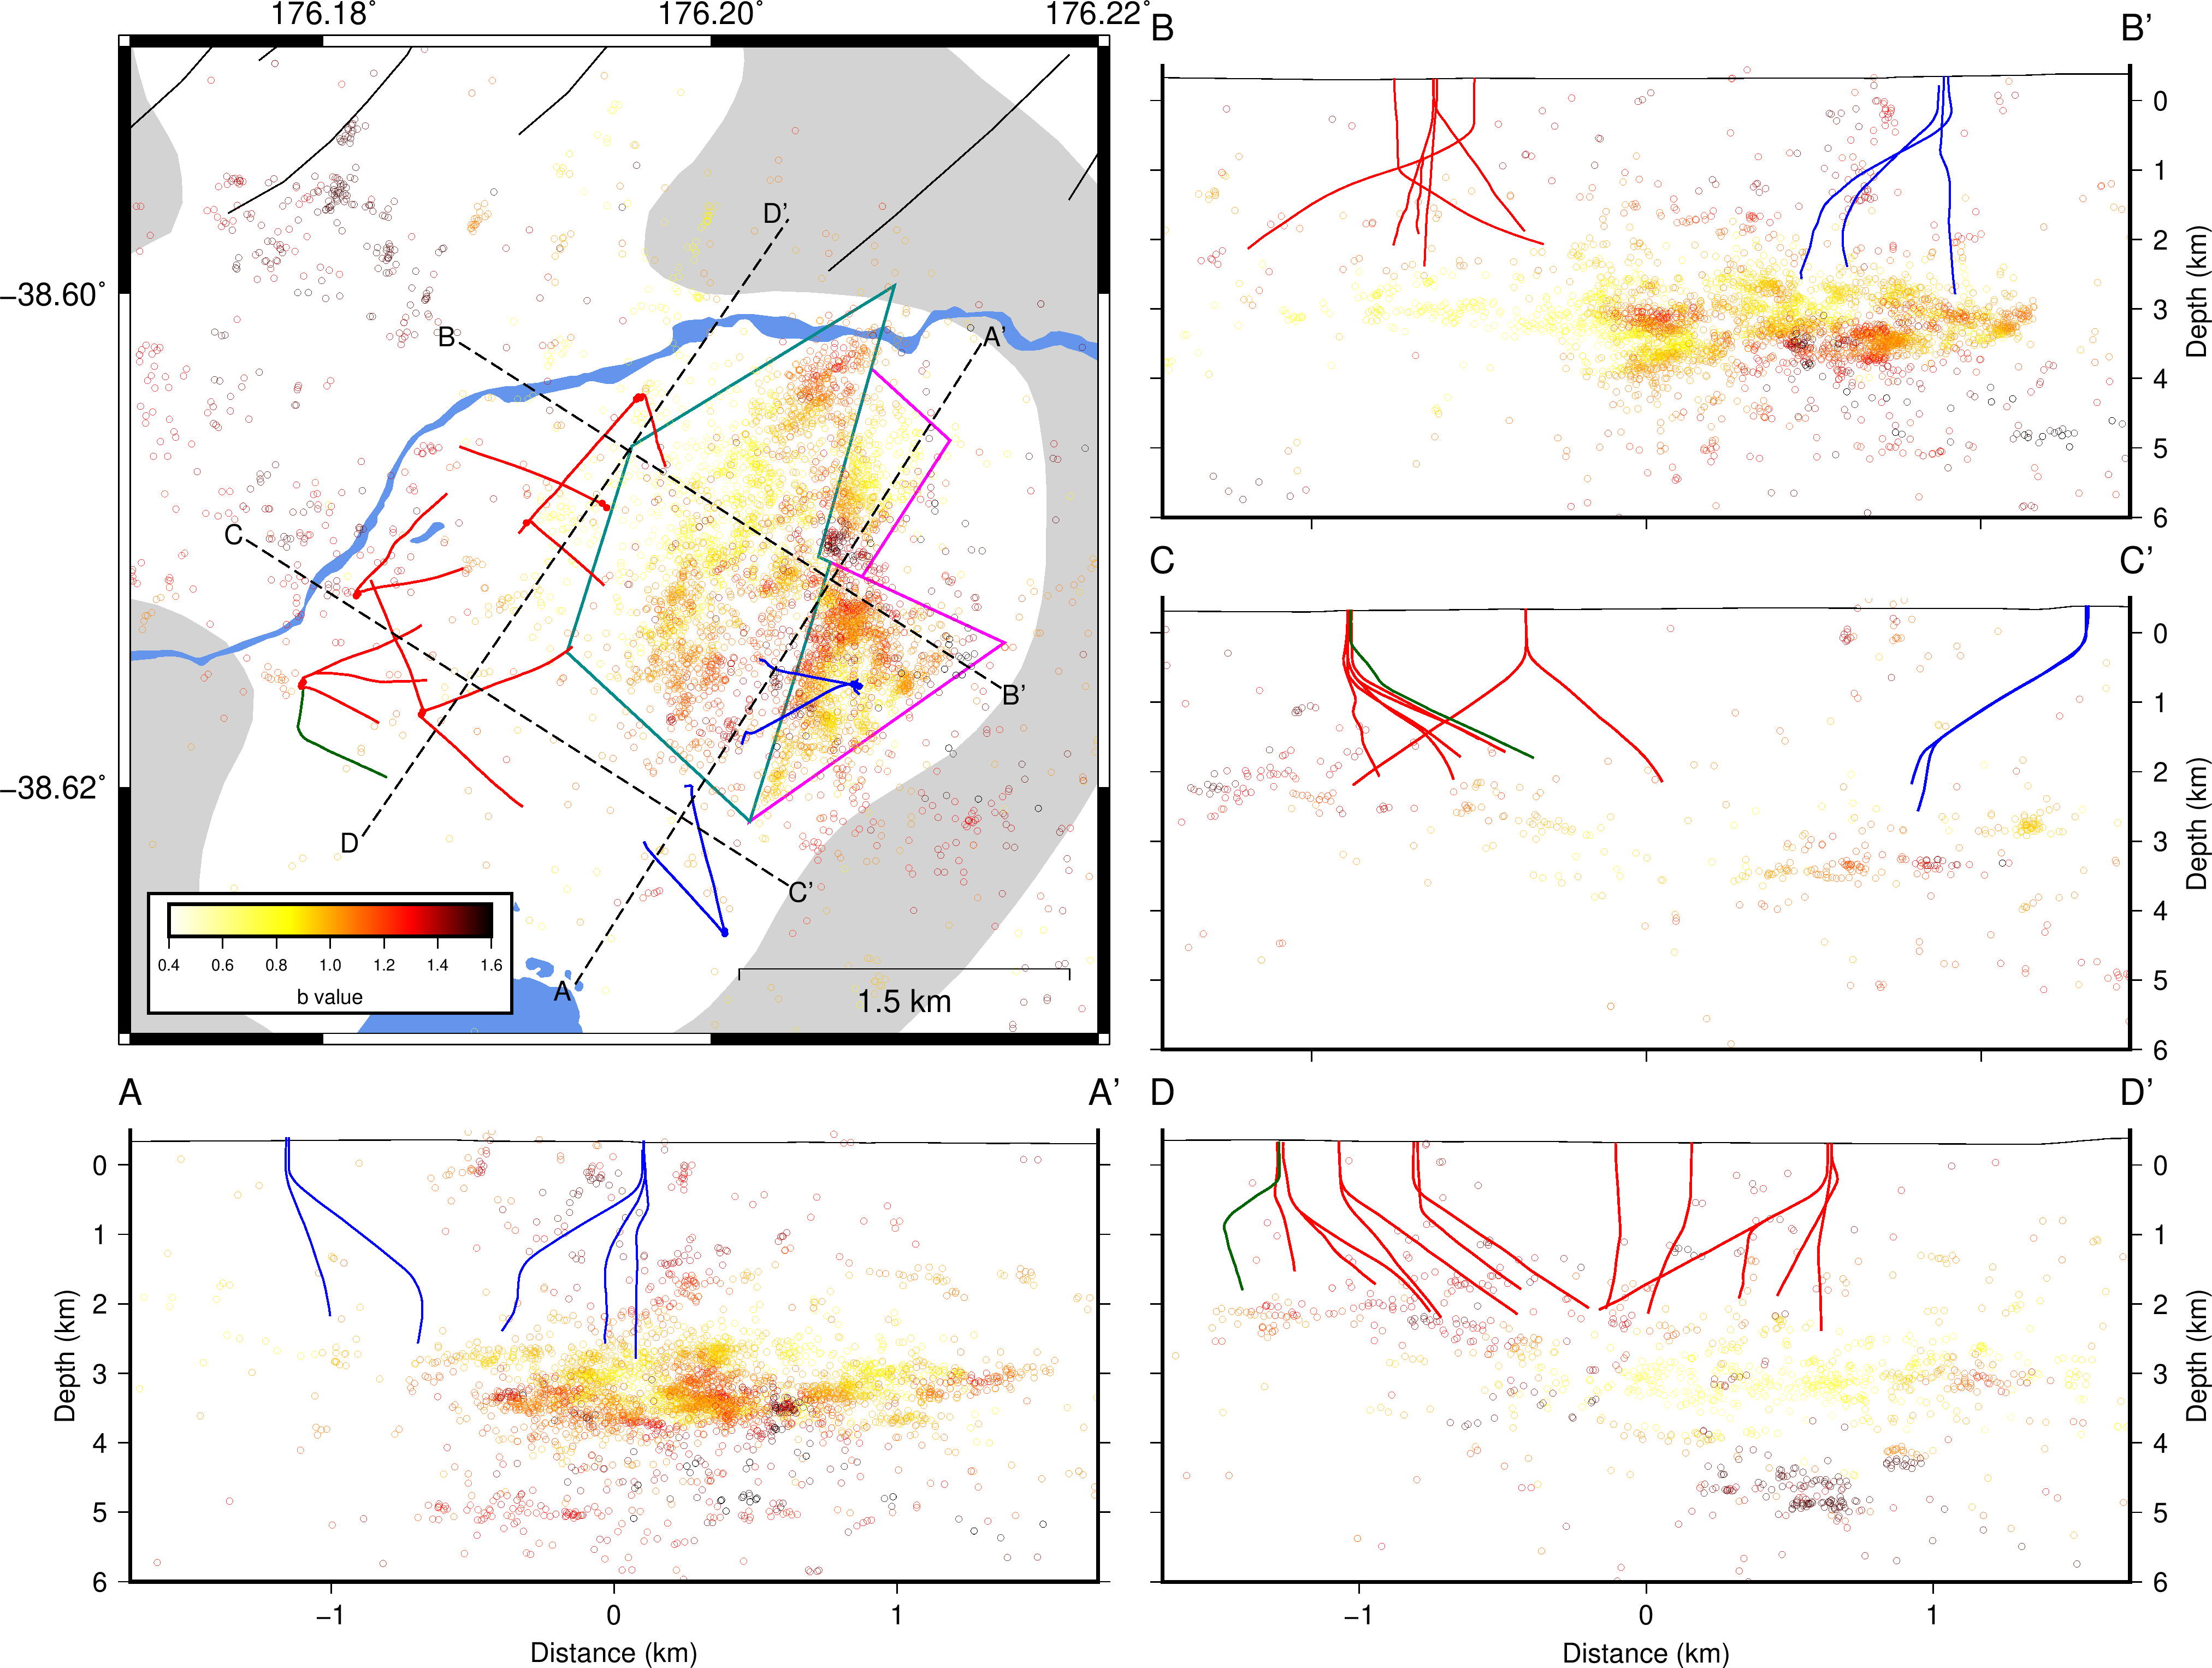 176.18° 176.20° 176.22°
B B’
−38.60°
−38.62°
D’
B
A’
C
B’
D
C’
A
0.4 0.6 0.8 1.0 1.2 1.4 1.6
b value
1.5 km
0
1
2
3
4
5
6
Depth (km)
C C’
0
1
2
3
4
5
6
Depth (km)
A A’
0
1
2
3
4
5
6
Depth (km)
−1 0 1
Distance (km)
D D’
0
1
2
3
4
5
6
Depth (km)
−1 0 1
Distance (km)